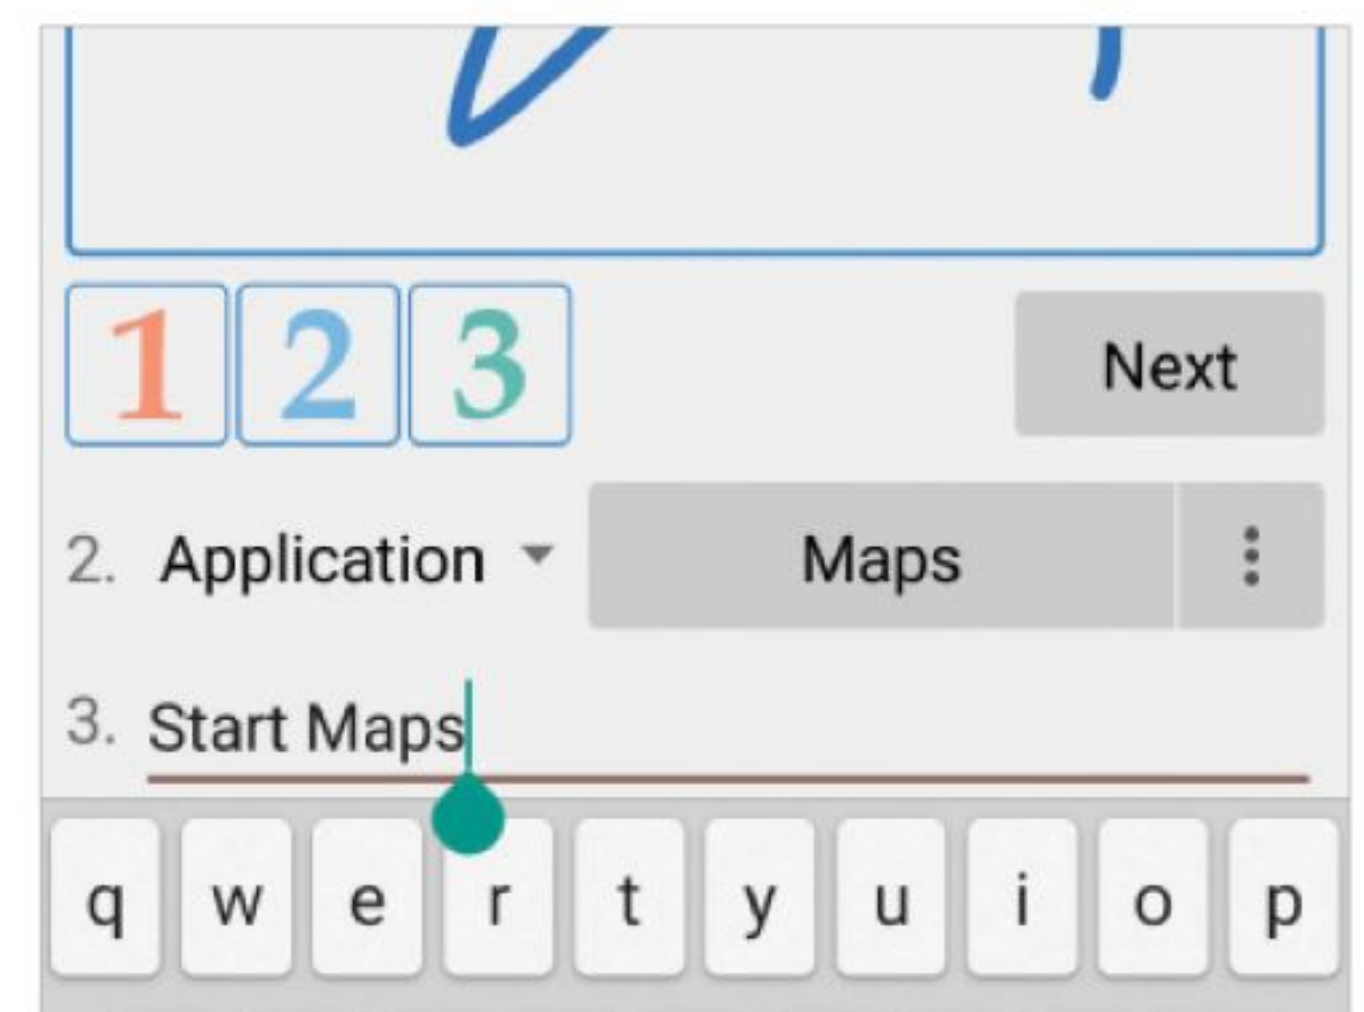 1 2 3 Next
2. Application Maps
3. Start Maps
q w e r t y u i o p